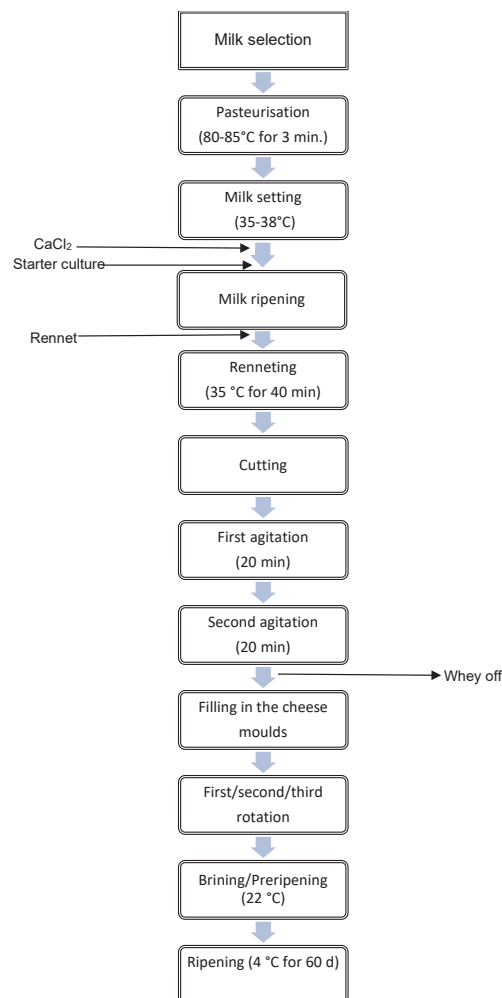 Milk selection
Pasteurisation
(80-85°C for 3 min.)
Milk setting
(35-38°C)
CaCl₂
Starter culture
Milk ripening
Rennet
Renneting
(35 °C for 40 min)
Cutting
First agitation
(20 min)
Second agitation
(20 min)
Whey off
Filling in the cheese
moulds
First/second/third
rotation
Brining/Preripening
(22 °C)
Ripening (4 °C for 60 d)